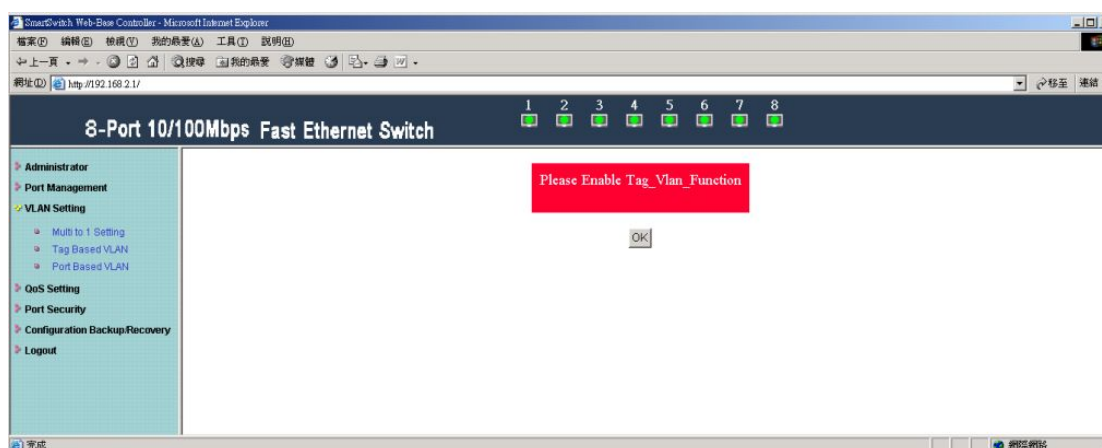 SmartSwitch Web-Base Controller - Microsoft Internet Explorer
檔案(F) 編輯(E) 檢視(V) 我的最愛(A) 工具(T) 說明(H)
上一頁 搜尋 我的最愛 媒體
網址(D) http://192.168.2.1/ 移至 連結
1 2 3 4 5 6 7 8
8-Port 10/100Mbps Fast Ethernet Switch
Administrator
Port Management
VLAN Setting
Multi to 1 Setting
Tag Based VLAN
Port Based VLAN
QoS Setting
Port Security
Configuration Backup/Recovery
Logout
Please Enable Tag_Vlan_Function
OK
完成 網際網路